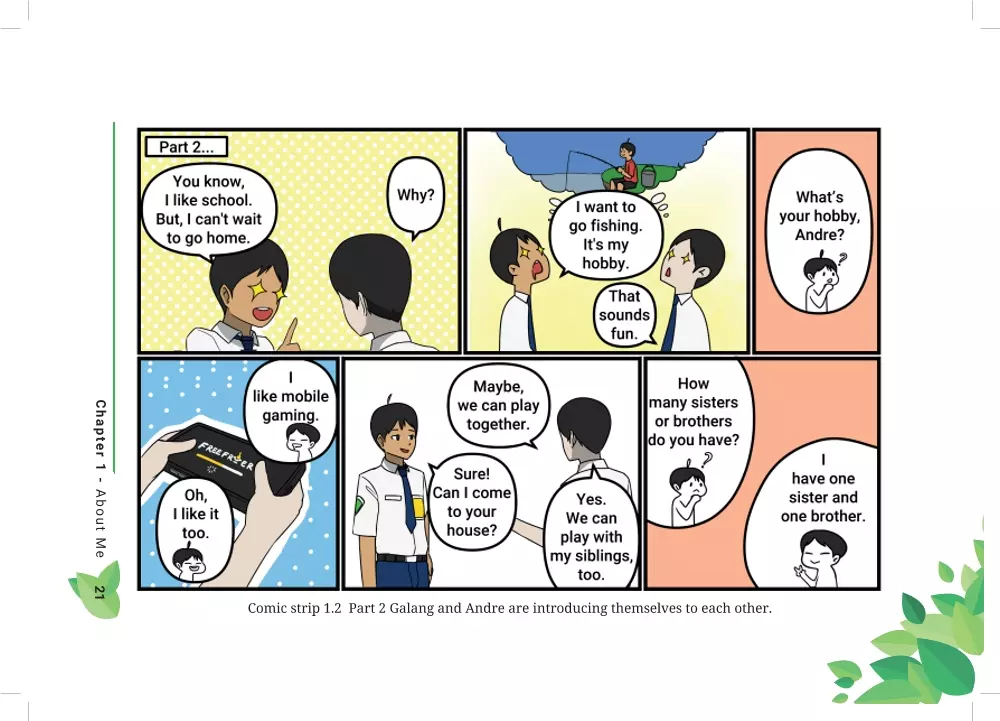 Part 2...
You know,
I like school.
But, I can't wait
to go home.
Why?
I want to
go fishing.
It's my
hobby.
That
sounds
fun.
What's
your hobby,
Andre?
?
I
like mobile
gaming.
FREEFRYER
Oh,
I like it
too.
Maybe,
we can play
together.
Sure!
Can I come
to your
house?
Yes.
We can
play with
my siblings,
too.
How
many sisters
or brothers
do you have?
?
I
have one
sister and
one brother.
Comic strip 1.2  Part 2 Galang and Andre are introducing themselves to each other.
Chapter 1 - About Me
21